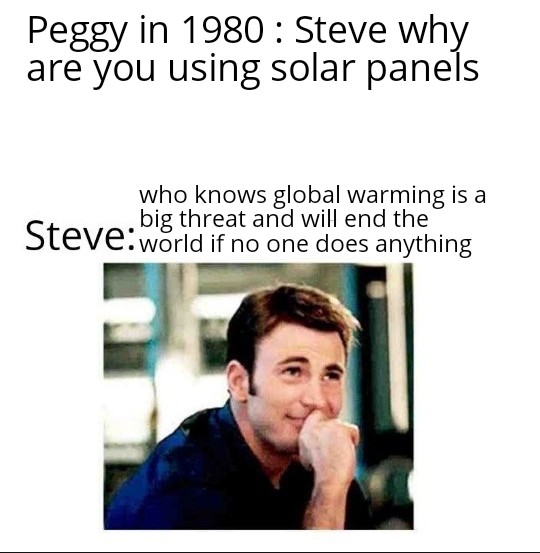 Peggy in 1980 : Steve why
are you using solar panels
who knows global warming is a
big threat and will end the
Steve: world if no one does anything